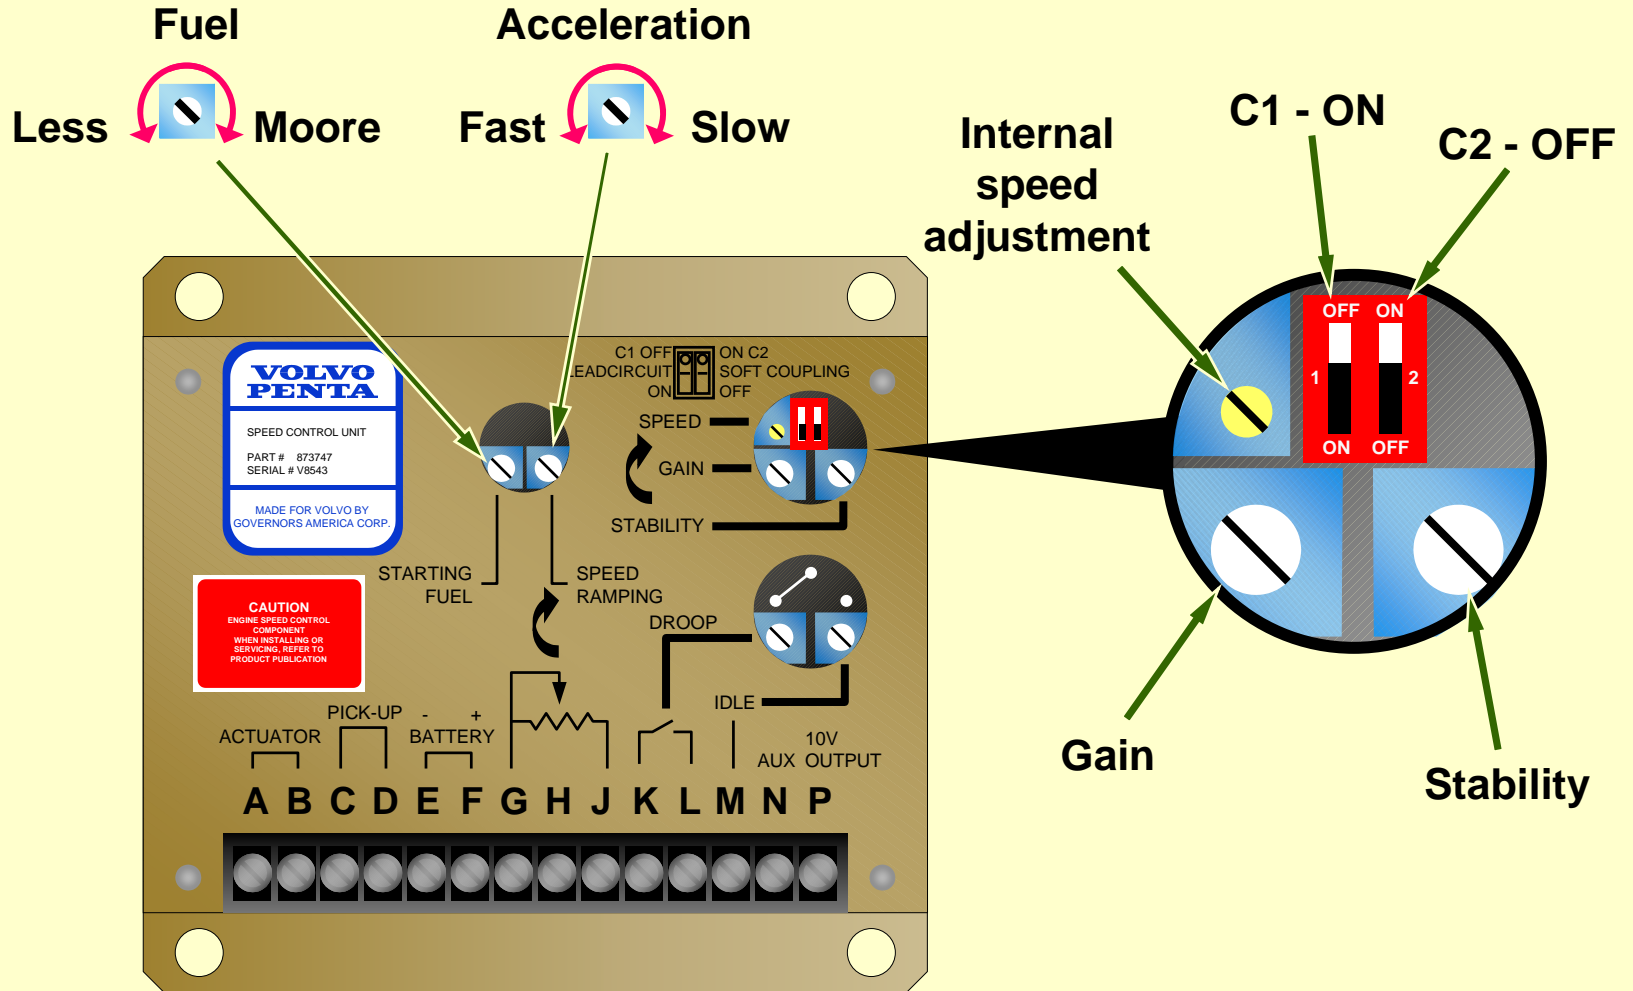 Fuel
Less
Moore
Acceleration
Fast
Slow
Internal
speed
adjustment
C1 - ON
C2 - OFF
OFF ON
1
2
ON OFF
Gain
Stability
VOLVO
PENTA
SPEED CONTROL UNIT
PART # 873747
SERIAL # V8543
MADE FOR VOLVO BY
GOVERNORS AMERICA CORP.
CAUTION
ENGINE SPEED CONTROL
COMPONENT
WHEN INSTALLING OR
SERVICING, REFER TO
PRODUCT PUBLICATION
C1 OFF
EADCIRCUIT
ON
ON C2
SOFT COUPLING
OFF
SPEED
GAIN
STABILITY
STARTING
FUEL
SPEED
RAMPING
DROOP
IDLE
ACTUATOR
PICK-UP
- +
BATTERY
10V
AUX OUTPUT
A B C D E F G H J K L M N P